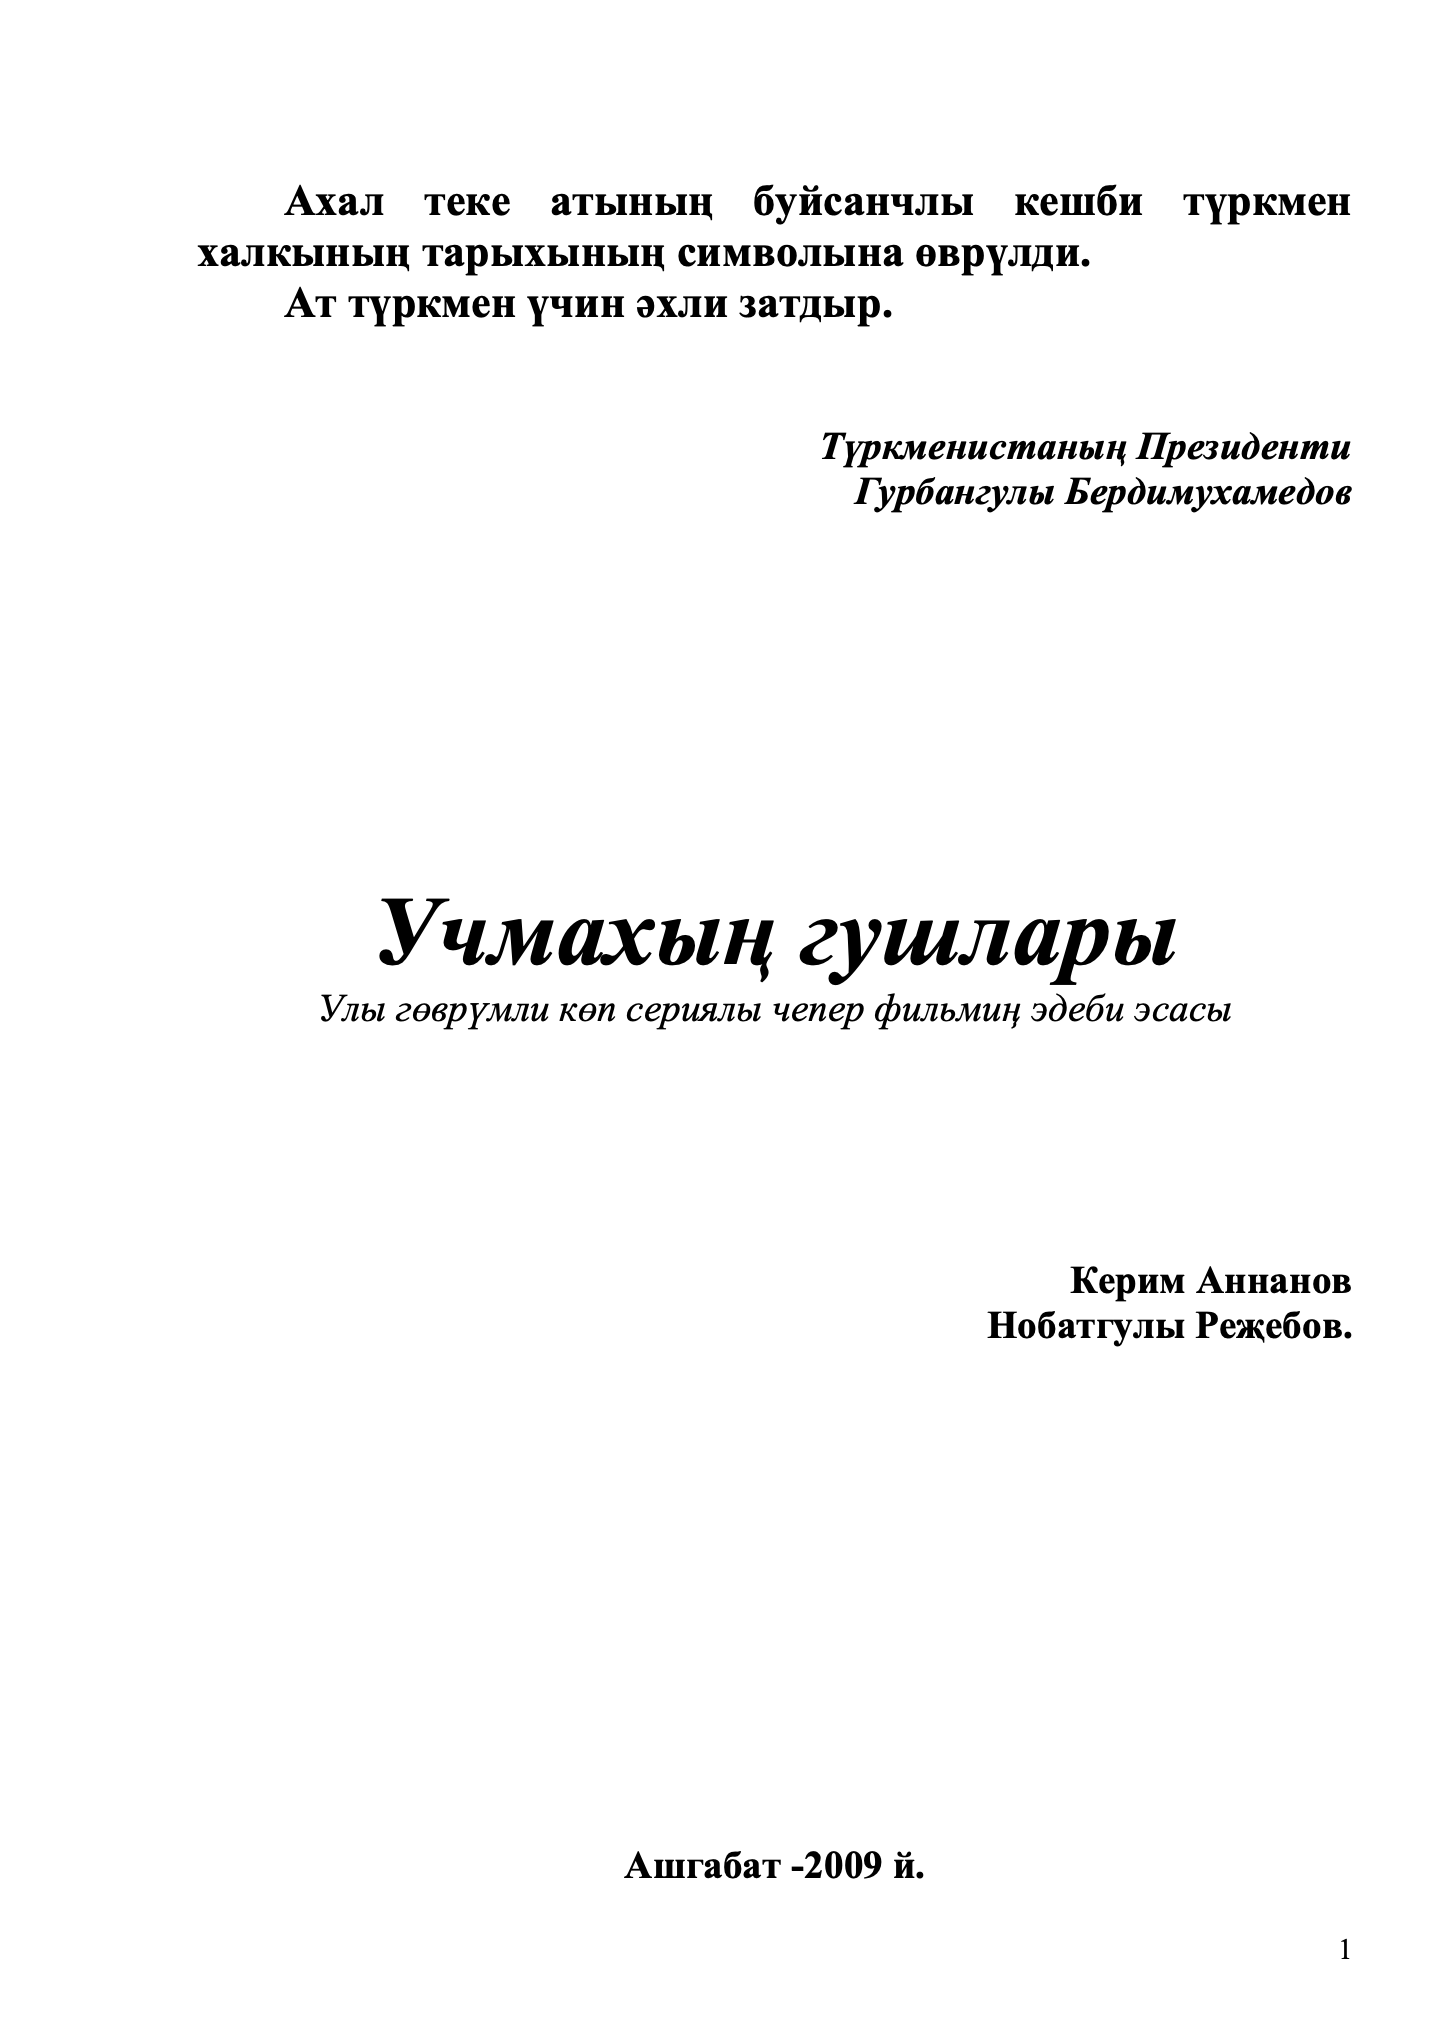 Ахал теке атының буйсанчлы кешби түркмен
халкының тарыхының символына өврүлди.
Ат түркмен үчин әхли затдыр.
Түркменистаның Президенти
Гурбангулы Бердимухамедов
Учмахың гушлары
Улы гөврүмли көп сериялы чепер фильмиң эдеби эсасы
Керим Аннанов
Нобатгулы Реҗебов.
Ашгабат -2009 й.
1